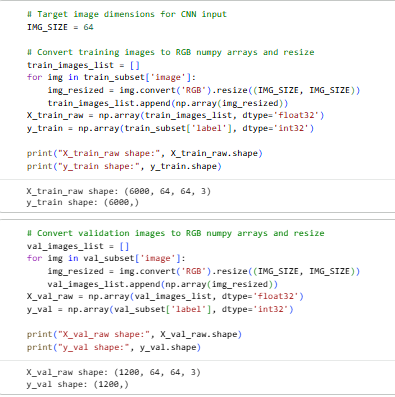 # Target image dimensions for CNN input
IMG_SIZE = 64
# Convert training images to RGB numpy arrays and resize
train_images_list = []
for img in train_subset['image']:
    img_resized = img.convert('RGB').resize((IMG_SIZE, IMG_SIZE))
    train_images_list.append(np.array(img_resized))
X_train_raw = np.array(train_images_list, dtype='float32')
y_train = np.array(train_subset['label'], dtype='int32')
print("X_train_raw shape:", X_train_raw.shape)
print("y_train shape:", y_train.shape)
X_train_raw shape: (6000, 64, 64, 3)
y_train shape: (6000,)
# Convert validation images to RGB numpy arrays and resize
val_images_list = []
for img in val_subset['image']:
    img_resized = img.convert('RGB').resize((IMG_SIZE, IMG_SIZE))
    val_images_list.append(np.array(img_resized))
X_val_raw = np.array(val_images_list, dtype='float32')
y_val = np.array(val_subset['label'], dtype='int32')
print("X_val_raw shape:", X_val_raw.shape)
print("y_val shape:", y_val.shape)
X_val_raw shape: (1200, 64, 64, 3)
y_val shape: (1200,)